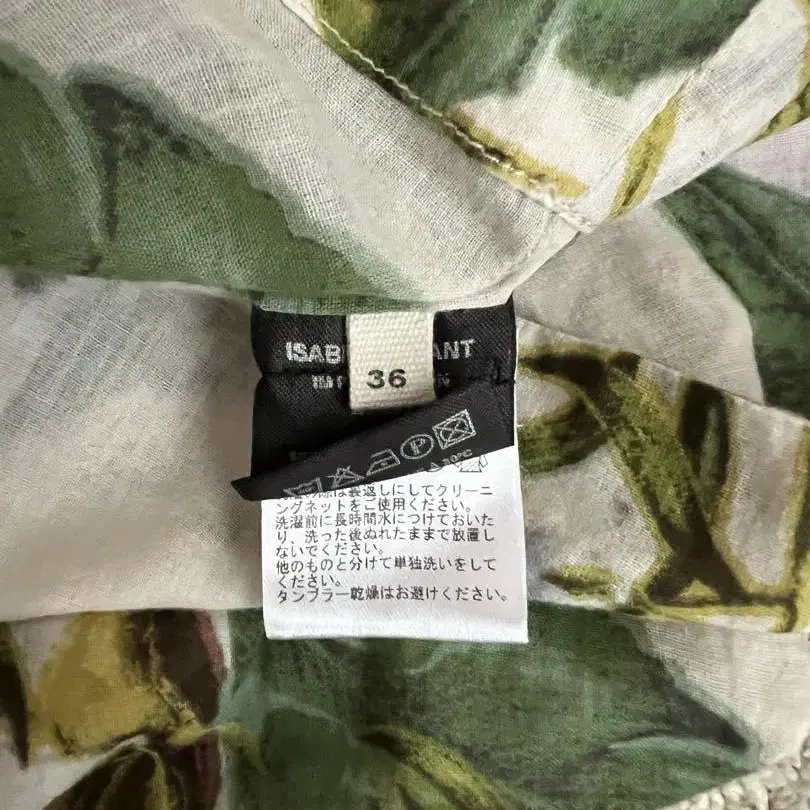 ISAB ANT
36
P
30℃
際は裏返しにしてクリーニ
ングネットをご使用ください。
洗濯前に長時間水につけておいた
り、洗った後ぬれたままで放置し
ないでください。
他のものと分けて単独洗いをして
ください。
タンブラー乾燥はお避けください。